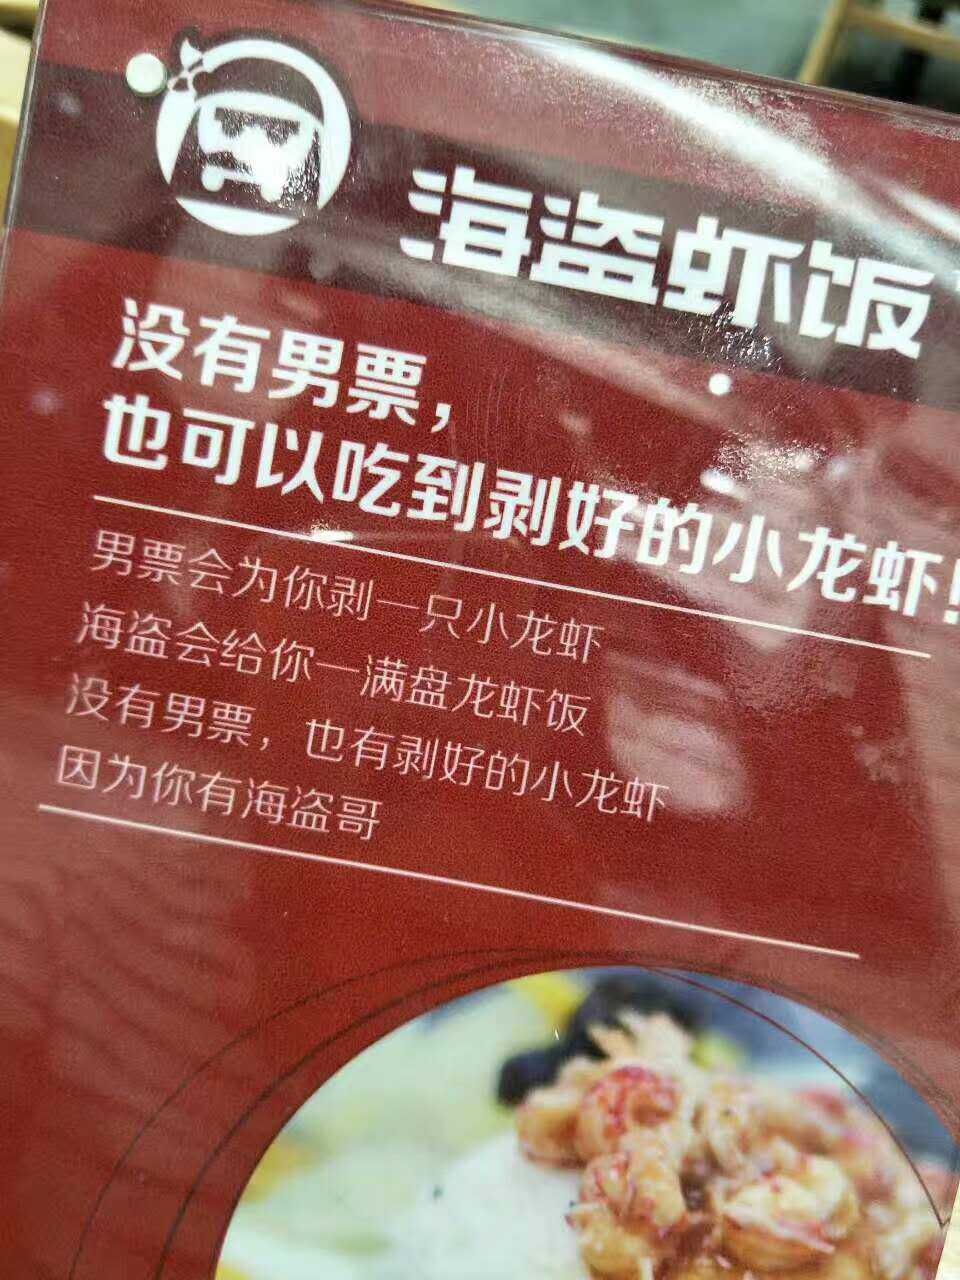 海盗虾饭
没有男票，
也可以吃到剥好的小龙虾！
男票会为你剥一只小龙虾
海盗会给你一满盘龙虾饭
没有男票，也有剥好的小龙虾
因为你有海盗哥